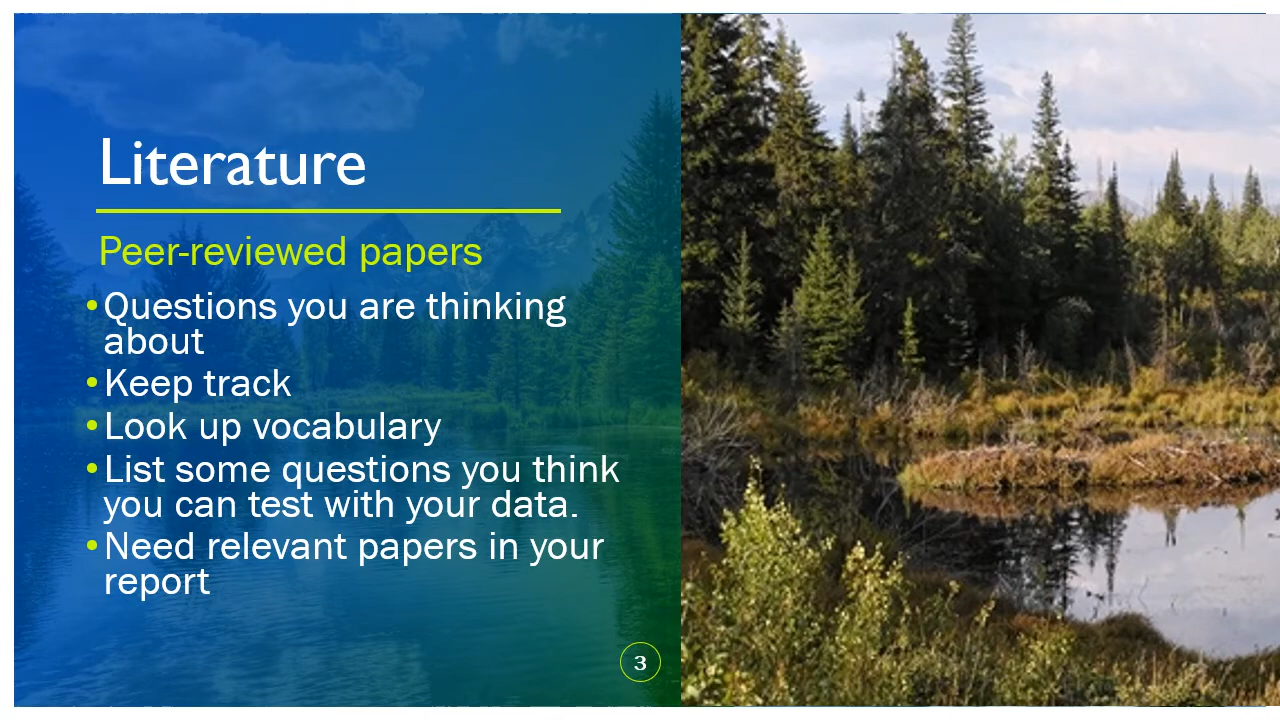 Literature
Peer-reviewed papers
•Questions you are thinking
about
•Keep track
•Look up vocabulary
•List some questions you think
you can test with your data.
•Need relevant papers in your
report
3